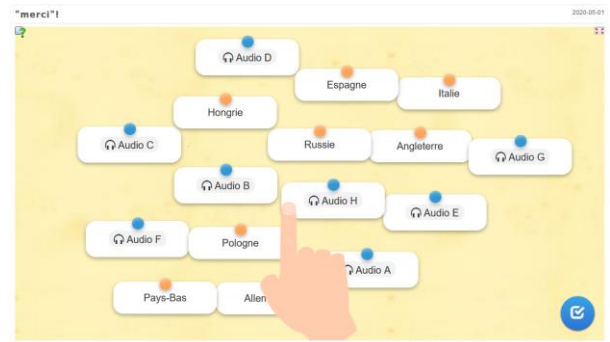 "merci"!
2020-05-01
Audio D
Espagne
Italie
Hongrie
Audio C
Russie
Angleterre
Audio G
Audio B
Audio H
Audio E
Audio F
Pologne
Audio A
Pays-Bas
Allem